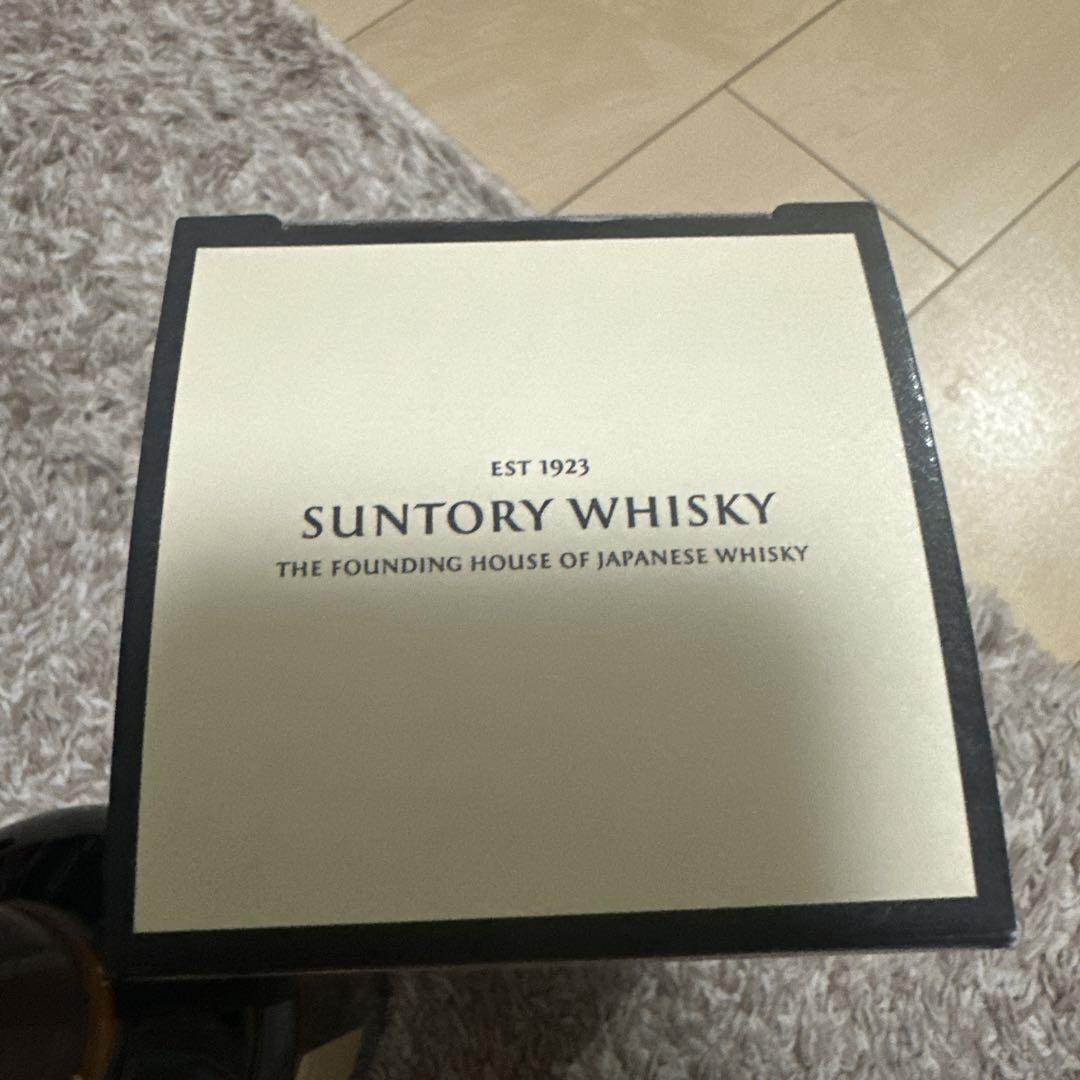 EST 1923
SUNTORY WHISKY
THE FOUNDING HOUSE OF JAPANESE WHISKY